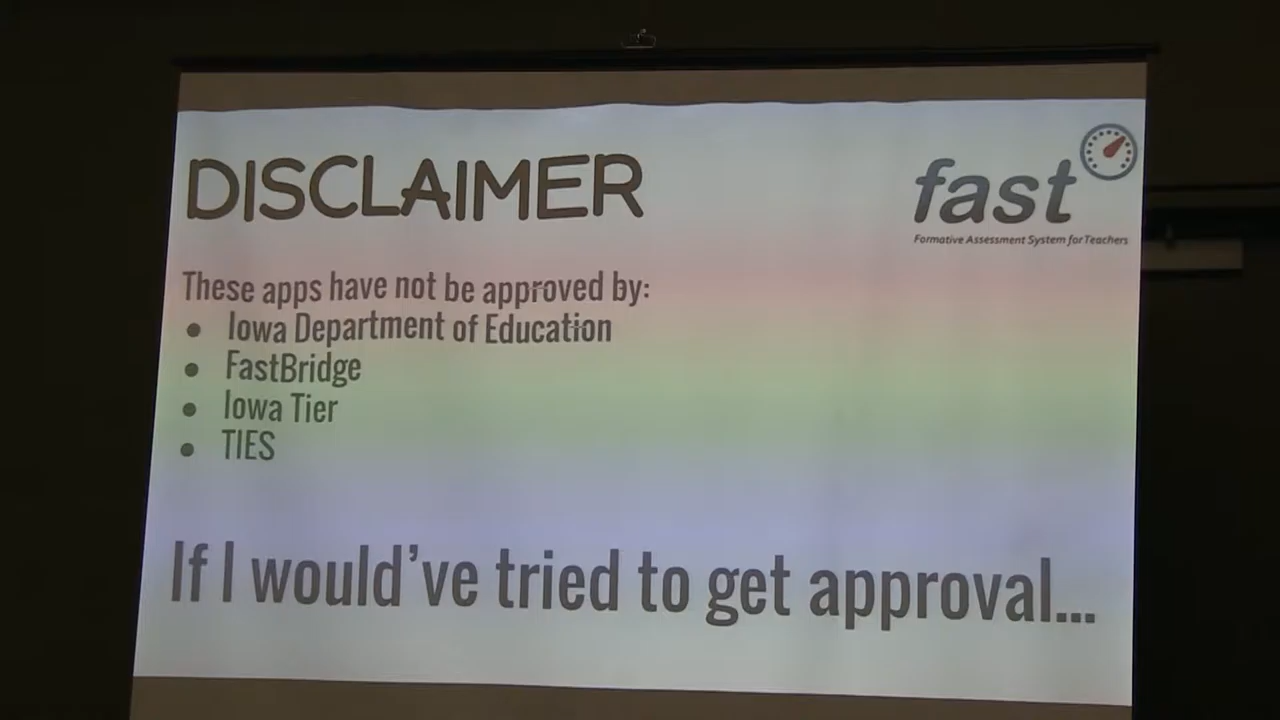 DISCLAIMER
fast
Formative Assessment System for Teachers
These apps have not be approved by:
• Iowa Department of Education
• FastBridge
• Iowa Tier
• TIES
If I would've tried to get approval...